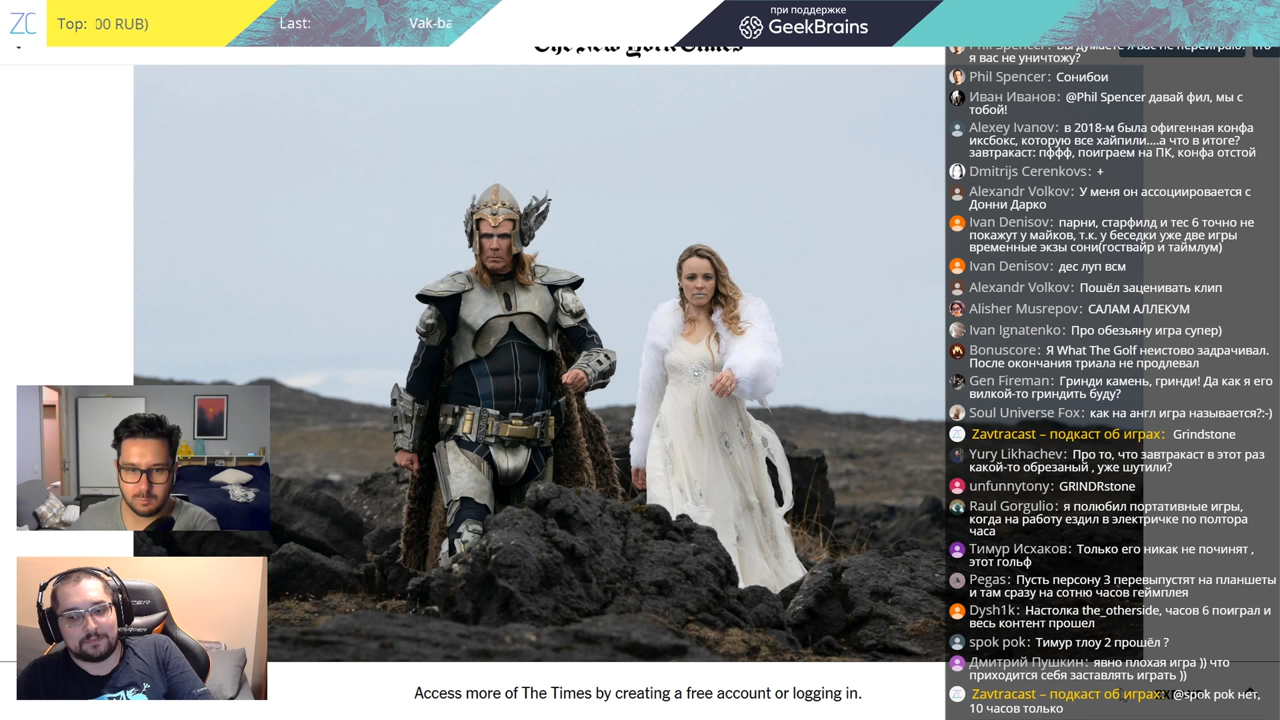 ZC
Top: 00 RUB)
Last:
Vak-ba
при поддержке
GeekBrains
The New York Times
я вас не уничтожу?
Phil Spencer: Сонибои
Иван Иванов: @Phil Spencer давай фил, мы с
тобой!
Alexey Ivanov: в 2018-м была офигенная конфа
иксбокс, которую все хайпили....а что в итоге?
завтракаст: пффф, поиграем на ПК, конфа отстой
Dmitrijs Cerenkovs: +
Alexandr Volkov: У меня он ассоциировается с
Донни Дарко
Ivan Denisov: парни, старфилд и тес 6 точно не
покажут у майков, т.к. у беседки уже две игры
временные экзы сони(гоствайр и таймлум)
Ivan Denisov: дес луп всм
Alexandr Volkov: Пошёл заценивать клип
Alisher Musrepov: САЛАМ АЛЛЕКУМ
Ivan Ignatenko: Про обезьяну игра супер)
Bonuscore: Я What The Golf неистово задрачивал.
После окончания триала не продлевал
Gen Fireman: Гринди камень, гринди! Да как я его
вилкой-то гриндить буду?
Soul Universe Fox: как на англ игра называется?:-)
ZC Zavtracast – подкаст об играх: Grindstone
Yury Likhachev: Про то, что завтракаст в этот раз
какой-то обрезаный , уже шутили?
unfunnytony: GRINDRstone
Raul Gorgulio: я полюбил портативные игры,
когда на работу ездил в электричке по полтора
часа
Тимур Исхаков: Только его никак не починят ,
этот гольф
Pegas: Пусть персону 3 перевыпустят на планшеты
и там сразу на сотню часов геймплея
Dysh1k: Настолка the_otherside, часов 6 поиграл и
весь контент прошел
spok pok: Тимур тлоу 2 прошёл ?
Дмитрий Пушкин: явно плохая игра )) что
приходится себя заставлять играть ))
ZC Zavtracast – подкаст об играх: @spok pok нет,
10 часов только
Access more of The Times by creating a free account or logging in.